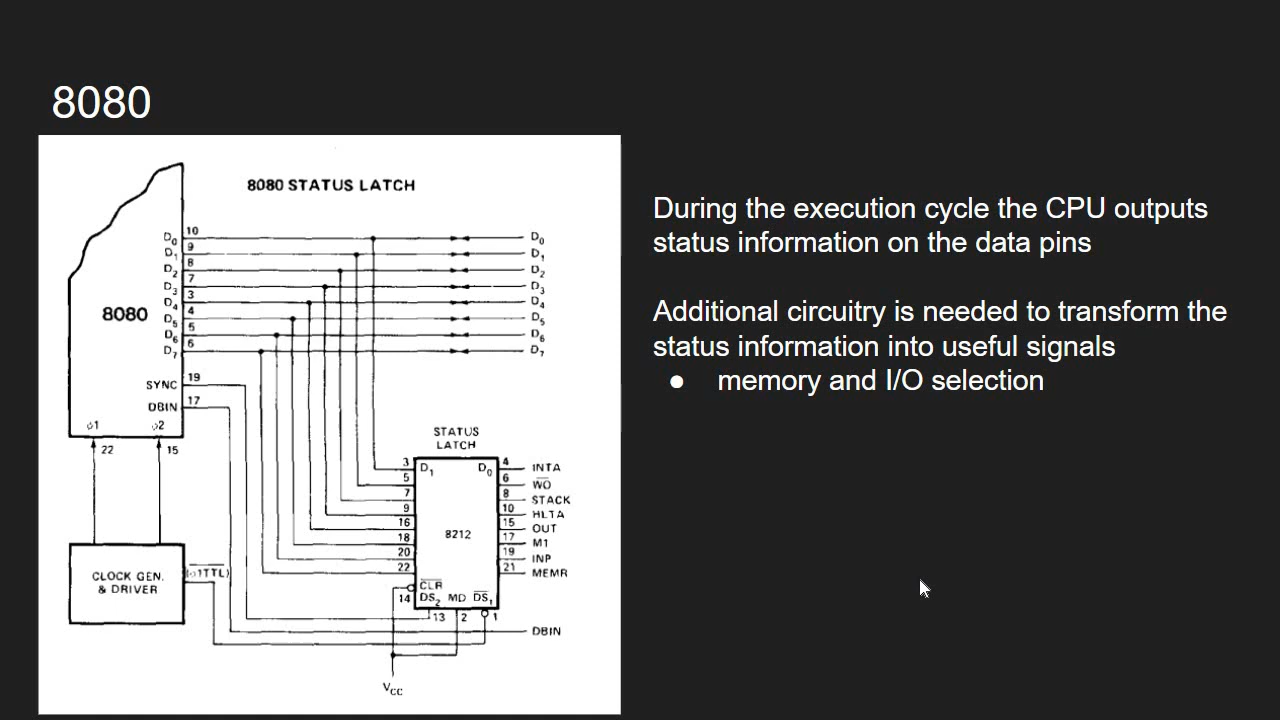 8080
8080 STATUS LATCH
D0 10 D0
D1 9 D1
D2 8 D2
D3 7 D3
D4 3 D4
D5 4 D5
D6 5 D6
D7 6 D7
8080
SYNC 19
DBIN 17
ϕ1 ϕ2
22 15
CLOCK GEN.
& DRIVER
(ϕ1TTL)
STATUS
LATCH
3 D1 D0 4 INTA
5 6 WO
7 8 STACK
9 10 HLTA
16 15 OUT
8212
18 17 M1
20 19 INP
22 21 MEMR
CLR
14 DS2 MD DS1
13 2 1
DBIN
VCC
During the execution cycle the CPU outputs
status information on the data pins
Additional circuitry is needed to transform the
status information into useful signals
● memory and I/O selection